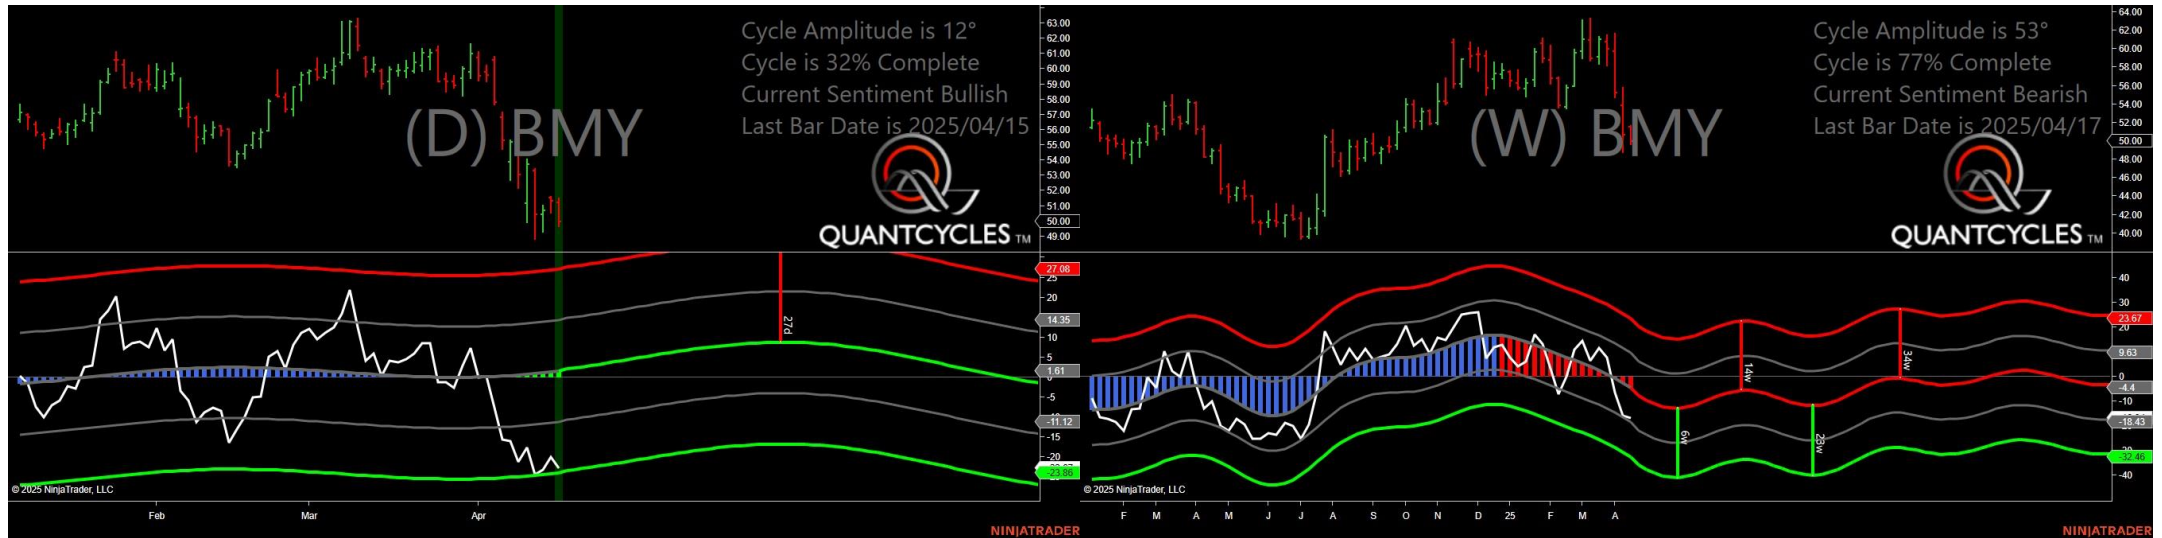 Cycle Amplitude is 12°
Cycle is 32% Complete
Current Sentiment Bullish
Last Bar Date is 2025/04/15
(D) BMY
QUANTCYCLES TM
63.00
62.00
61.00
60.00
59.00
58.00
57.00
56.00
55.00
54.00
53.00
52.00
51.00
50.00
49.00
27.08
25
20
14.35
10
5
1.61
-5
-11.12
-15
-20
-23.86
27d
© 2025 NinjaTrader, LLC
Feb
Mar
Apr
NINJATRADER
Cycle Amplitude is 53°
Cycle is 77% Complete
Current Sentiment Bearish
Last Bar Date is 2025/04/17
(W) BMY
QUANTCYCLES TM
64.00
62.00
60.00
58.00
56.00
54.00
52.00
50.00
48.00
46.00
44.00
42.00
40.00
40
30
23.67
20
9.63
0
-4.4
-10
-18.43
-32.46
-40
6w
14w
23w
34w
© 2025 NinjaTrader, LLC
F
M
A
M
J
J
A
S
O
N
D
25
F
M
A
NINJATRADER